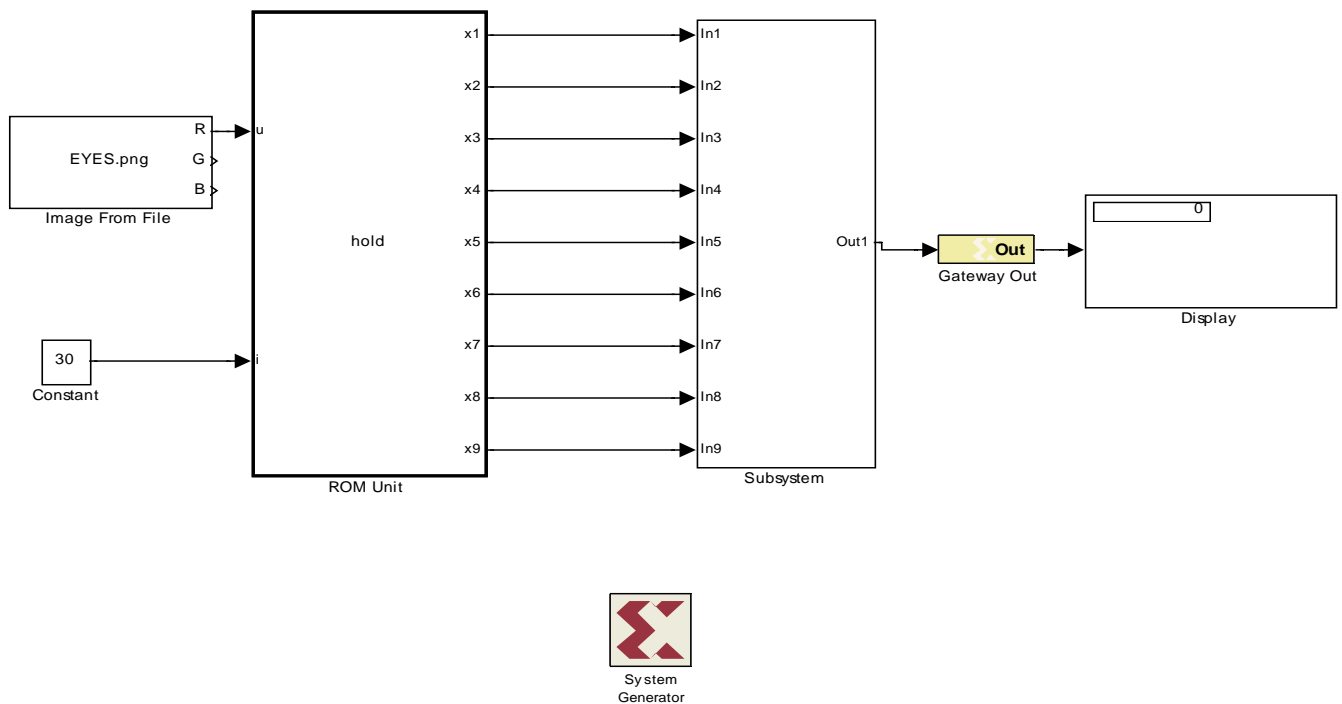 EYES.png
R
G
B
Image From File
30
Constant
u
i
hold
x1
x2
x3
x4
x5
x6
x7
x8
x9
ROM Unit
In1
In2
In3
In4
In5
In6
In7
In8
In9
Out1
Subsystem
Out
Gateway Out
0
Display
System
Generator